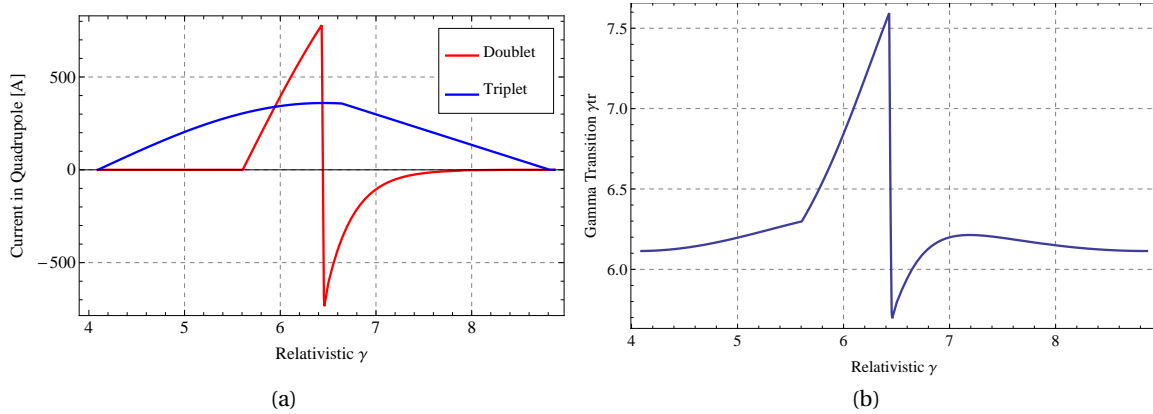 Current in Quadrupole [A]
500
0
−500
Doublet
Triplet
4
5
6
7
8
Relativistic γ
(a)
Gamma Transition γtr
7.5
7.0
6.5
6.0
4
5
6
7
8
Relativistic γ
(b)